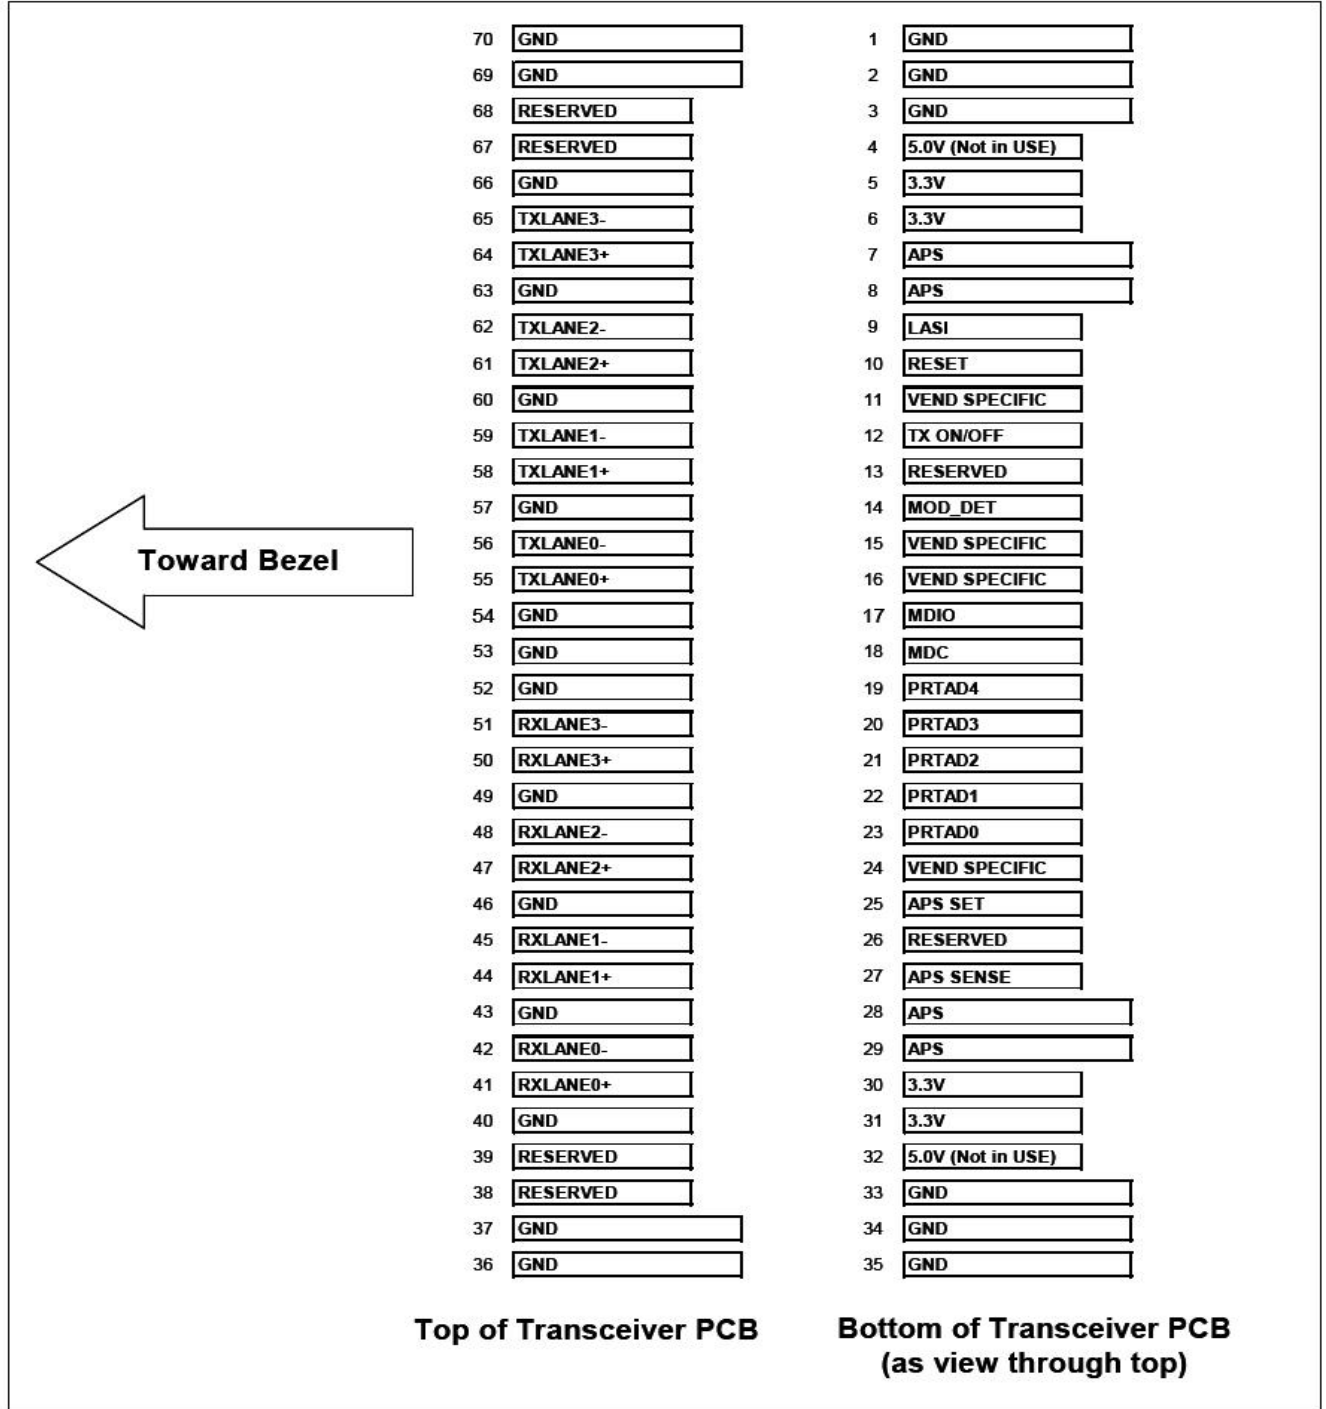 70 GND 1 GND
69 GND 2 GND
68 RESERVED 3 GND
67 RESERVED 4 5.0V (Not in USE)
66 GND 5 3.3V
65 TXLANE3- 6 3.3V
64 TXLANE3+ 7 APS
63 GND 8 APS
62 TXLANE2- 9 LASI
61 TXLANE2+ 10 RESET
60 GND 11 VEND SPECIFIC
59 TXLANE1- 12 TX ON/OFF
58 TXLANE1+ 13 RESERVED
57 GND 14 MOD_DET
56 TXLANE0- 15 VEND SPECIFIC
Toward Bezel
55 TXLANE0+ 16 VEND SPECIFIC
54 GND 17 MDIO
53 GND 18 MDC
52 GND 19 PRTAD4
51 RXLANE3- 20 PRTAD3
50 RXLANE3+ 21 PRTAD2
49 GND 22 PRTAD1
48 RXLANE2- 23 PRTAD0
47 RXLANE2+ 24 VEND SPECIFIC
46 GND 25 APS SET
45 RXLANE1- 26 RESERVED
44 RXLANE1+ 27 APS SENSE
43 GND 28 APS
42 RXLANE0- 29 APS
41 RXLANE0+ 30 3.3V
40 GND 31 3.3V
39 RESERVED 32 5.0V (Not in USE)
38 RESERVED 33 GND
37 GND 34 GND
36 GND 35 GND
Top of Transceiver PCB
Bottom of Transceiver PCB
(as view through top)